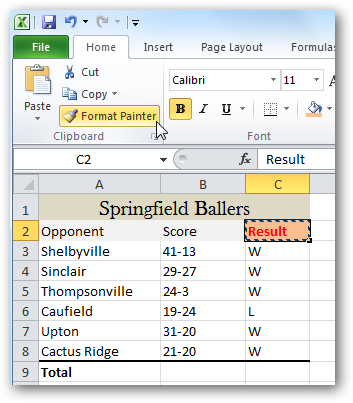 File Home Insert Page Layout Formulas
Cut
Copy
Paste
Format Painter
Clipboard
Calibri 11
B I U
Font
C2 fx Result
A B C
1 Springfield Ballers
2 Opponent Score Result
3 Shelbyville 41-13 W
4 Sinclair 29-27 W
5 Thompsonville 24-3 W
6 Caufield 19-24 L
7 Upton 31-20 W
8 Cactus Ridge 21-20 W
9 Total